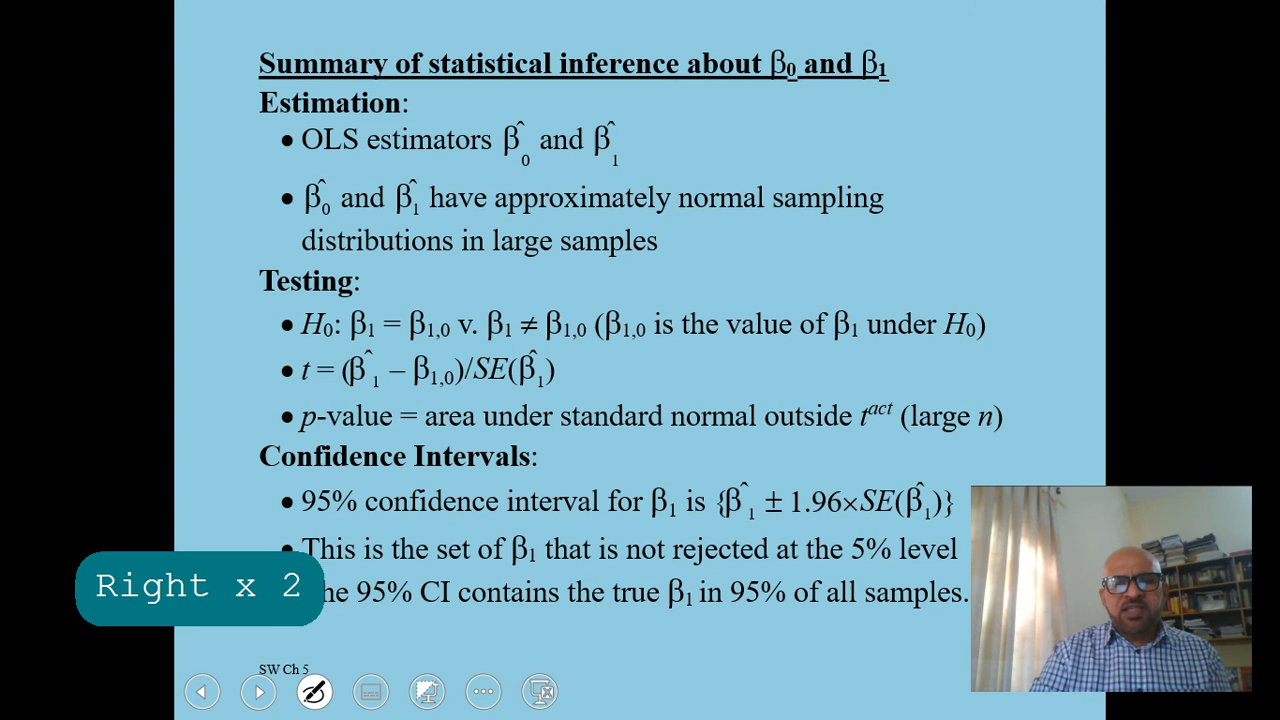 Summary of statistical inference about β₀ and β₁
Estimation:
• OLS estimators β̂₀ and β̂₁
• β̂₀ and β̂₁ have approximately normal sampling
distributions in large samples
Testing:
• H₀: β₁ = β₁,₀ v. β₁ ≠ β₁,₀ (β₁,₀ is the value of β₁ under H₀)
• t = (β̂₁ – β₁,₀)/SE(β̂₁)
• p-value = area under standard normal outside tᵃᶜᵗ (large n)
Confidence Intervals:
• 95% confidence interval for β₁ is {β̂₁ ± 1.96×SE(β̂₁)}
• This is the set of β₁ that is not rejected at the 5% level
he 95% CI contains the true β₁ in 95% of all samples.
Right x 2
SW Ch 5